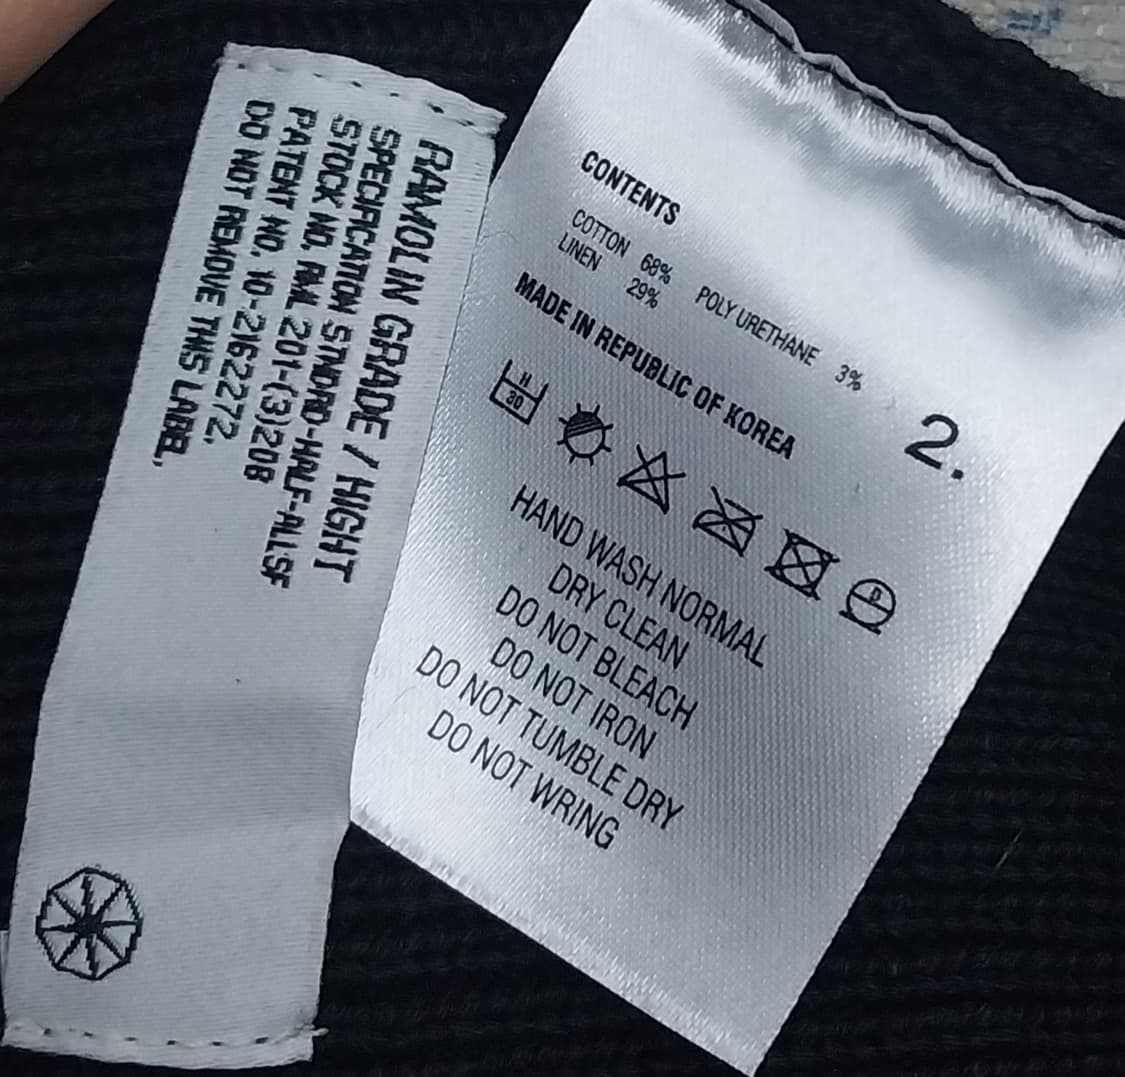 RAMOLIN GRADE / HIGHT
SPECIFICATION STNDRD-HALF-ALLSF
STOCK NO. RML 201-(3)208
PATENT NO. 10-2162272.
DO NOT REMOVE THIS LABEL,
CONTENTS
COTTON 68% POLY URETHANE 3%
LINEN 29%
MADE IN REPUBLIC OF KOREA
2.
H
30
P
HAND WASH NORMAL
DRY CLEAN
DO NOT BLEACH
DO NOT IRON
DO NOT TUMBLE DRY
DO NOT WRING